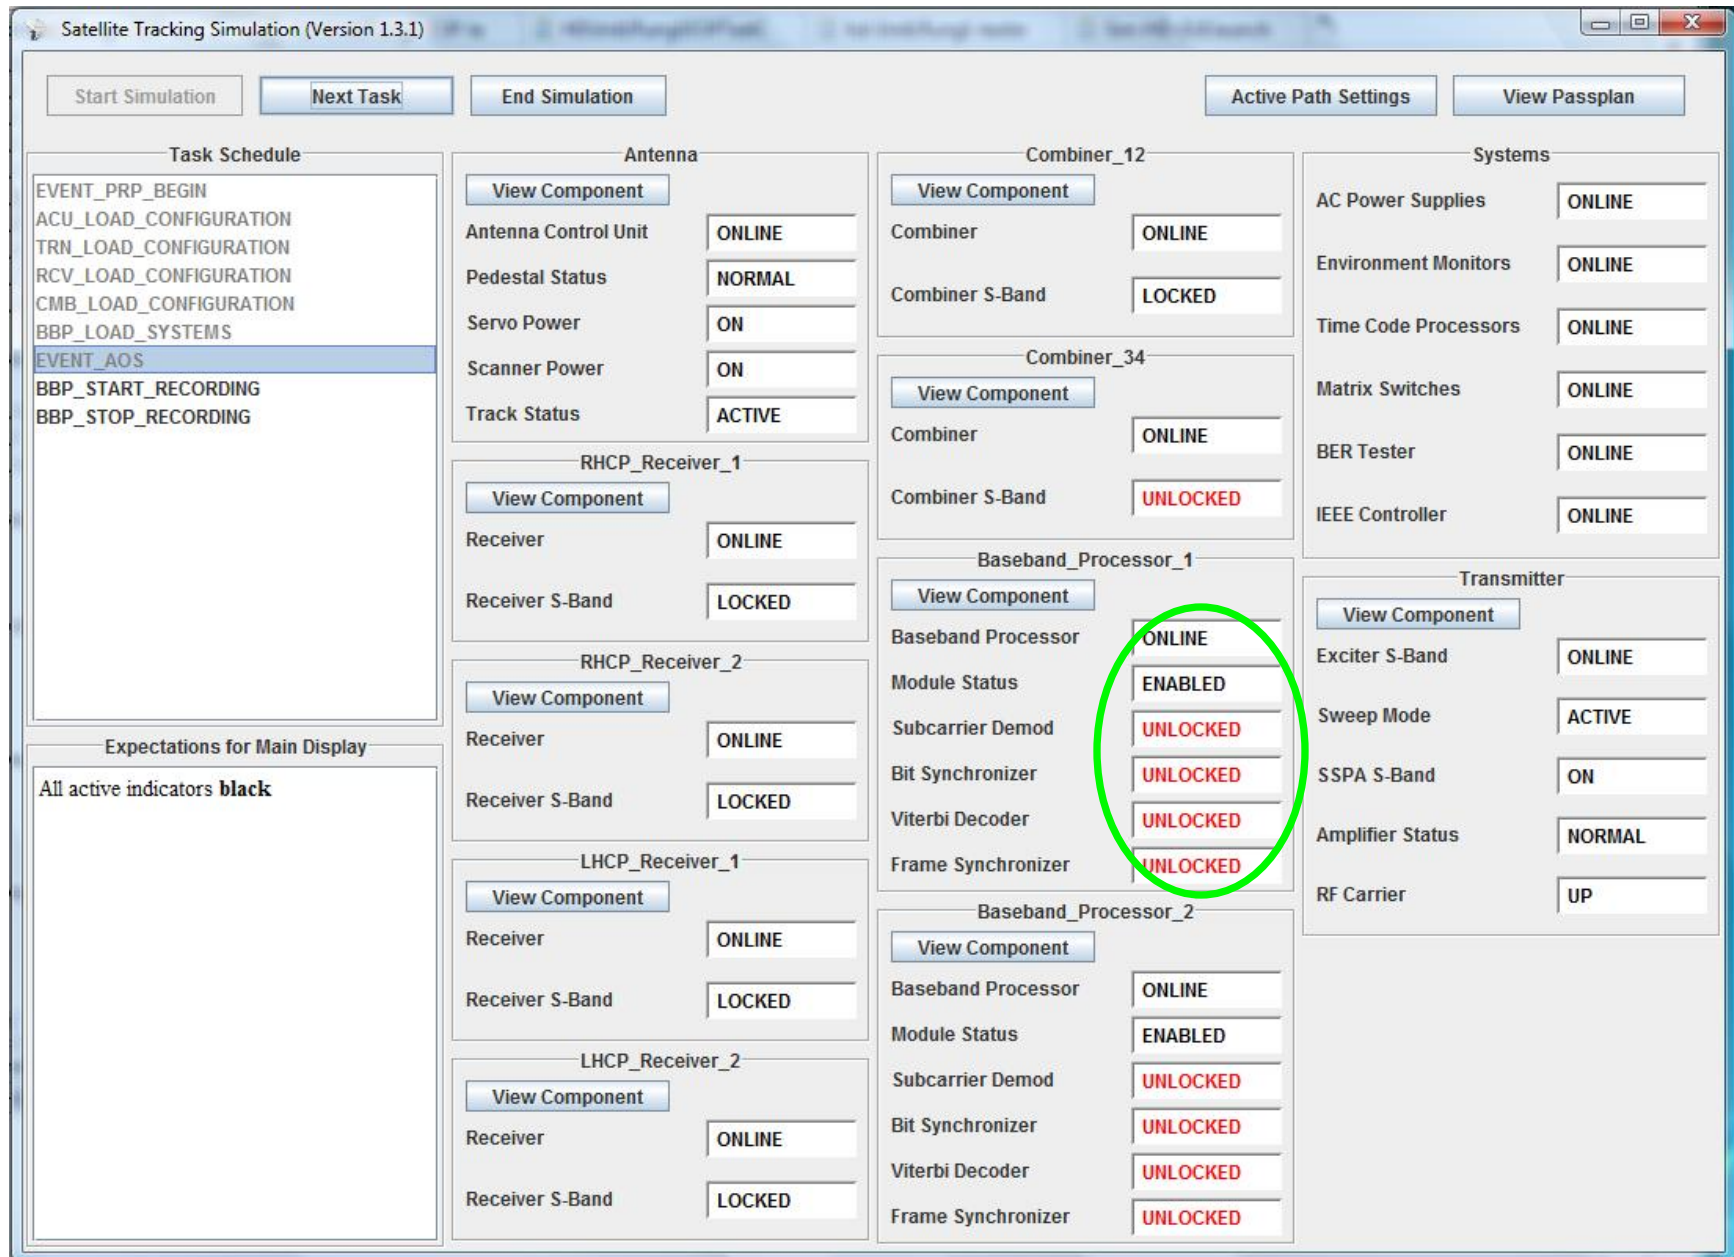 Satellite Tracking Simulation (Version 1.3.1)
Start Simulation
Next Task
End Simulation
Active Path Settings
View Passplan
Task Schedule
EVENT_PRP_BEGIN
ACU_LOAD_CONFIGURATION
TRN_LOAD_CONFIGURATION
RCV_LOAD_CONFIGURATION
CMB_LOAD_CONFIGURATION
BBP_LOAD_SYSTEMS
EVENT_AOS
BBP_START_RECORDING
BBP_STOP_RECORDING
Expectations for Main Display
All active indicators black
Antenna
View Component
Antenna Control Unit ONLINE
Pedestal Status NORMAL
Servo Power ON
Scanner Power ON
Track Status ACTIVE
RHCP_Receiver_1
View Component
Receiver ONLINE
Receiver S-Band LOCKED
RHCP_Receiver_2
View Component
Receiver ONLINE
Receiver S-Band LOCKED
LHCP_Receiver_1
View Component
Receiver ONLINE
Receiver S-Band LOCKED
LHCP_Receiver_2
View Component
Receiver ONLINE
Receiver S-Band LOCKED
Combiner_12
View Component
Combiner ONLINE
Combiner S-Band LOCKED
Combiner_34
View Component
Combiner ONLINE
Combiner S-Band UNLOCKED
Baseband_Processor_1
View Component
Baseband Processor ONLINE
Module Status ENABLED
Subcarrier Demod UNLOCKED
Bit Synchronizer UNLOCKED
Viterbi Decoder UNLOCKED
Frame Synchronizer UNLOCKED
Baseband_Processor_2
View Component
Baseband Processor ONLINE
Module Status ENABLED
Subcarrier Demod UNLOCKED
Bit Synchronizer UNLOCKED
Viterbi Decoder UNLOCKED
Frame Synchronizer UNLOCKED
Systems
AC Power Supplies ONLINE
Environment Monitors ONLINE
Time Code Processors ONLINE
Matrix Switches ONLINE
BER Tester ONLINE
IEEE Controller ONLINE
Transmitter
View Component
Exciter S-Band ONLINE
Sweep Mode ACTIVE
SSPA S-Band ON
Amplifier Status NORMAL
RF Carrier UP